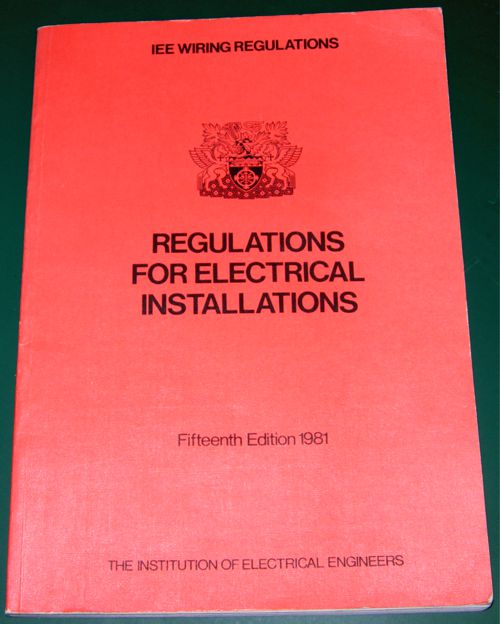 IEE WIRING REGULATIONS
REGULATIONS
FOR ELECTRICAL
INSTALLATIONS
Fifteenth Edition 1981
THE INSTITUTION OF ELECTRICAL ENGINEERS